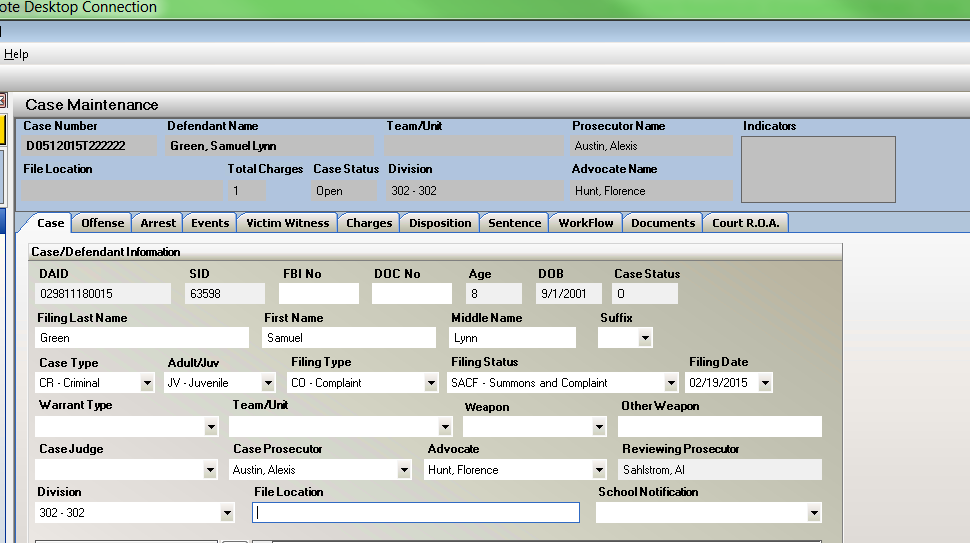 ote Desktop Connection
Help
Case Maintenance
Case Number Defendant Name Team/Unit Prosecutor Name Indicators
D0512015T222222 Green, Samuel Lynn Austin, Alexis
File Location Total Charges Case Status Division Advocate Name
1 Open 302 - 302 Hunt, Florence
Case Offense Arrest Events Victim Witness Charges Disposition Sentence WorkFlow Documents Court R.O.A.
Case/Defendant Information
DAID SID FBI No DOC No Age DOB Case Status
029811180015 63598 8 9/1/2001 O
Filing Last Name First Name Middle Name Suffix
Green Samuel Lynn
Case Type Adult/Juv Filing Type Filing Status Filing Date
CR - Criminal JV - Juvenile CO - Complaint SACF - Summons and Complaint 02/19/2015
Warrant Type Team/Unit Weapon Other Weapon
Case Judge Case Prosecutor Advocate Reviewing Prosecutor
Austin, Alexis Hunt, Florence Sahlstrom, Al
Division File Location School Notification
302 - 302